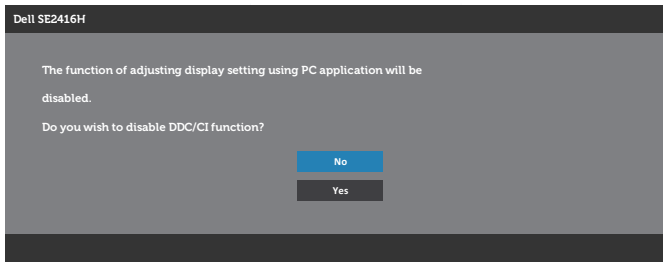 Dell SE2416H
The function of adjusting display setting using PC application will be
disabled.
Do you wish to disable DDC/CI function?
No
Yes